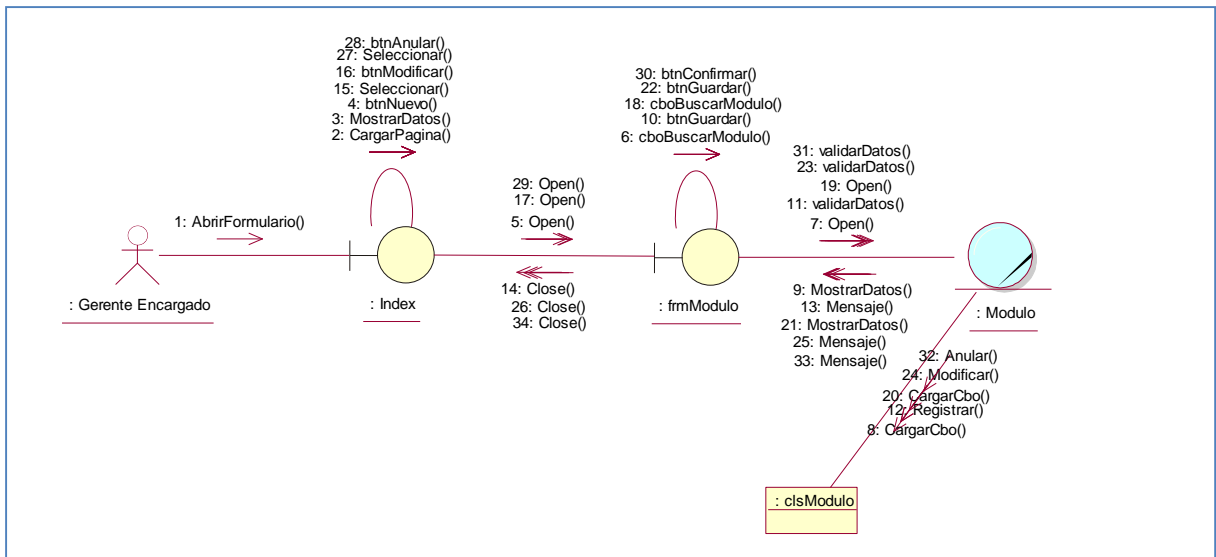 28: btnAnular()
27: Seleccionar()
16: btnModificar()
15: Seleccionar()
4: btnNuevo()
3: MostrarDatos()
2: CargarPagina()
30: btnConfirmar()
22: btnGuardar()
18: cboBuscarModulo()
10: btnGuardar()
6: cboBuscarModulo()
31: validarDatos()
23: validarDatos()
19: Open()
11: validarDatos()
7: Open()
29: Open()
17: Open()
5: Open()
1: AbrirFormulario()
14: Close()
26: Close()
34: Close()
9: MostrarDatos()
13: Mensaje()
21: MostrarDatos()
25: Mensaje()
33: Mensaje()
: Gerente Encargado
: Index
: frmModulo
: Modulo
32: Anular()
24: Modificar()
20: CargarCbo()
12: Registrar()
8: CargarCbo()
: clsModulo